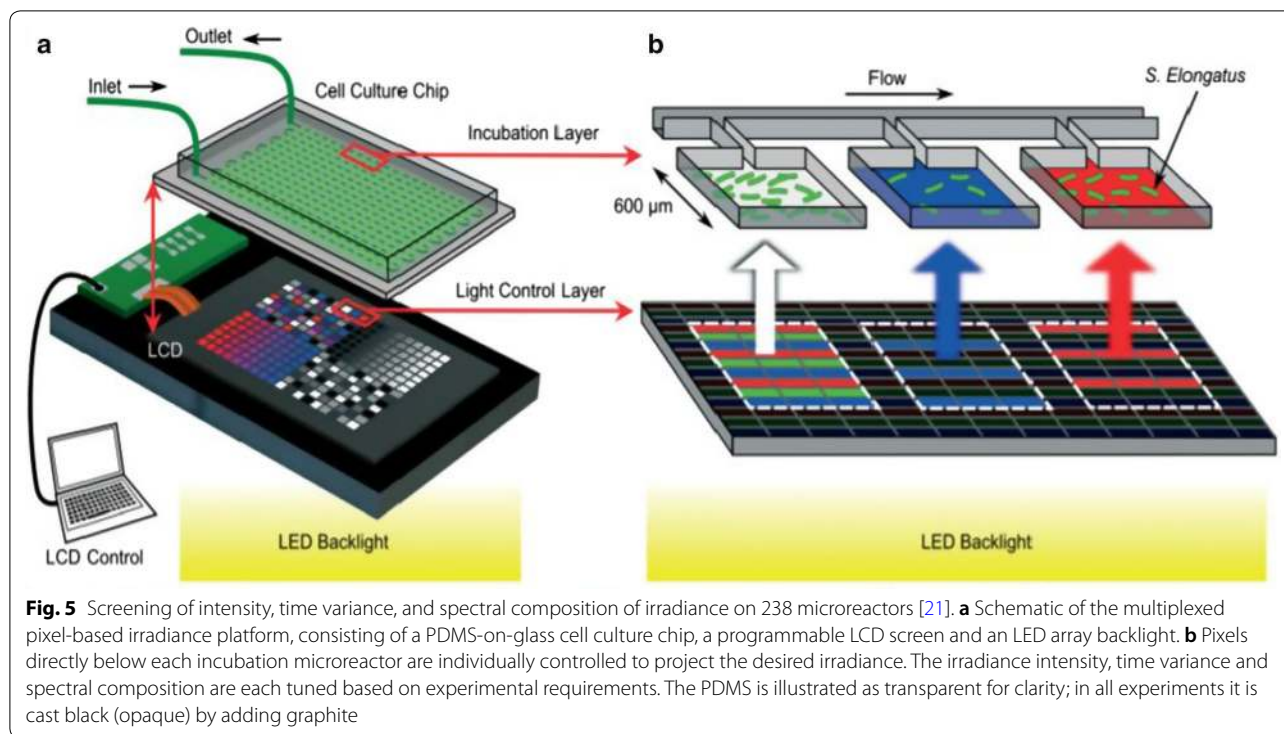 a
Outlet
Inlet
Cell Culture Chip
Incubation Layer
Light Control Layer
LCD
LCD Control
LED Backlight
b
Flow
S. Elongatus
600 µm
LED Backlight
Fig. 5 Screening of intensity, time variance, and spectral composition of irradiance on 238 microreactors [21]. a Schematic of the multiplexed
pixel-based irradiance platform, consisting of a PDMS-on-glass cell culture chip, a programmable LCD screen and an LED array backlight. b Pixels
directly below each incubation microreactor are individually controlled to project the desired irradiance. The irradiance intensity, time variance and
spectral composition are each tuned based on experimental requirements. The PDMS is illustrated as transparent for clarity; in all experiments it is
cast black (opaque) by adding graphite